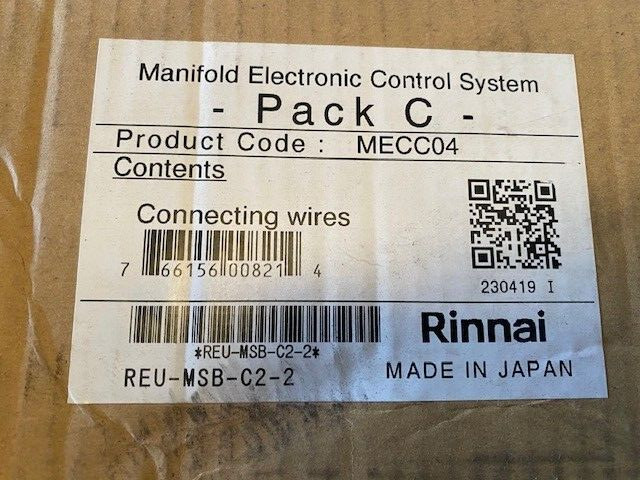 Manifold Electronic Control System
- Pack C -
Product Code : MECC04
Contents
Connecting wires
7 66156 00821 4
230419 I
*REU-MSB-C2-2*
REU-MSB-C2-2
Rinnai
MADE IN JAPAN